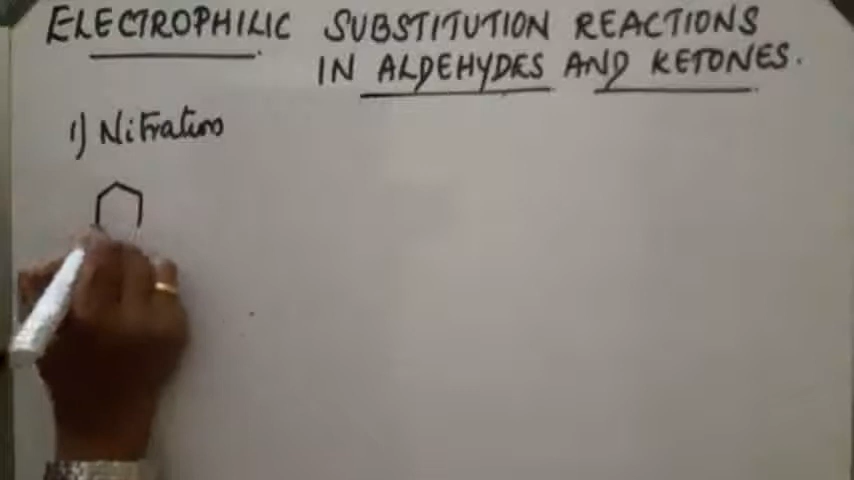 ELECTROPHILIC SUBSTITUTION REACTIONS
IN ALDEHYDES AND KETONES.
1) Nitration